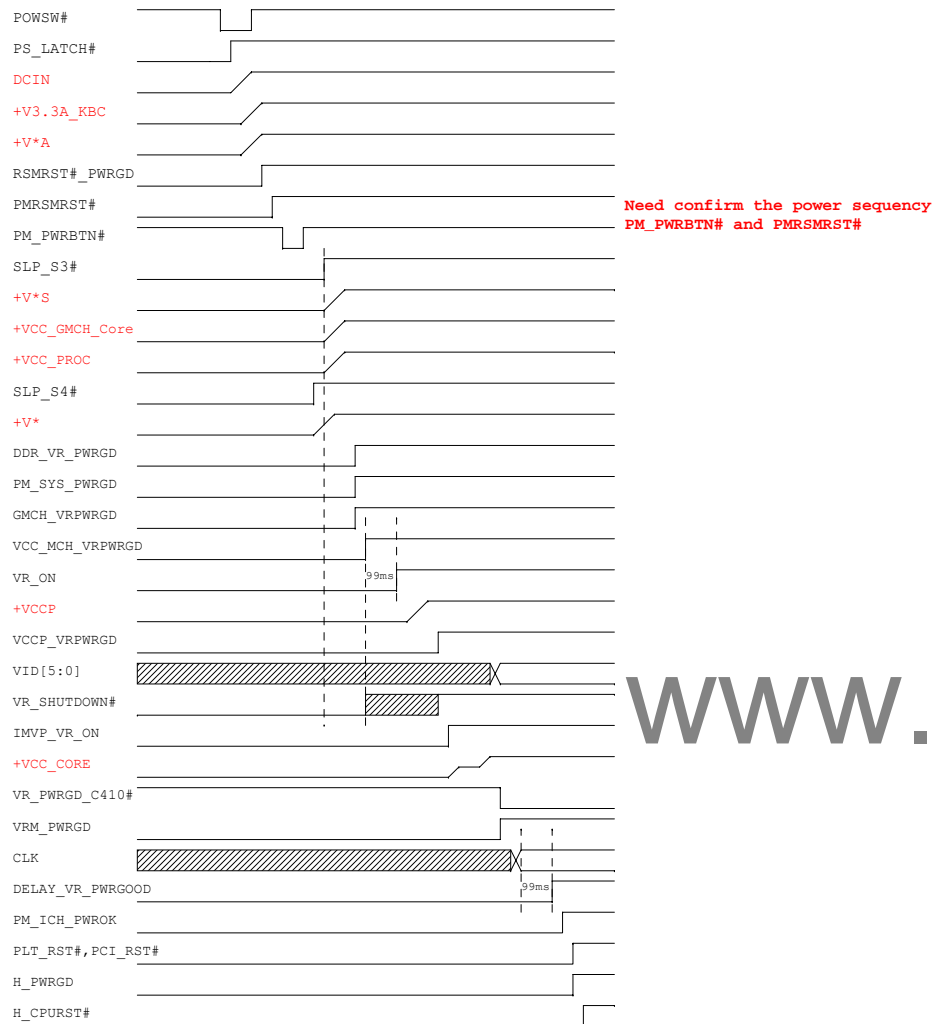 POWSW#
PS_LATCH#
DCIN
+V3.3A_KBC
+V*A
RSMRST#_PWRGD
PMRSMRST#
Need confirm the power sequency
PM_PWRBTN# and PMRSMRST#
PM_PWRBTN#
SLP_S3#
+V*S
+VCC_GMCH_Core
+VCC_PROC
SLP_S4#
+V*
DDR_VR_PWRGD
PM_SYS_PWRGD
GMCH_VRPWRGD
VCC_MCH_VRPWRGD
VR_ON
99ms
+VCCP
VCCP_VRPWRGD
VID[5:0]
VR_SHUTDOWN#
www.
IMVP_VR_ON
+VCC_CORE
VR_PWRGD_C410#
VRM_PWRGD
CLK
DELAY_VR_PWRGOOD
99ms
PM_ICH_PWROK
PLT_RST#,PCI_RST#
H_PWRGD
H_CPURST#